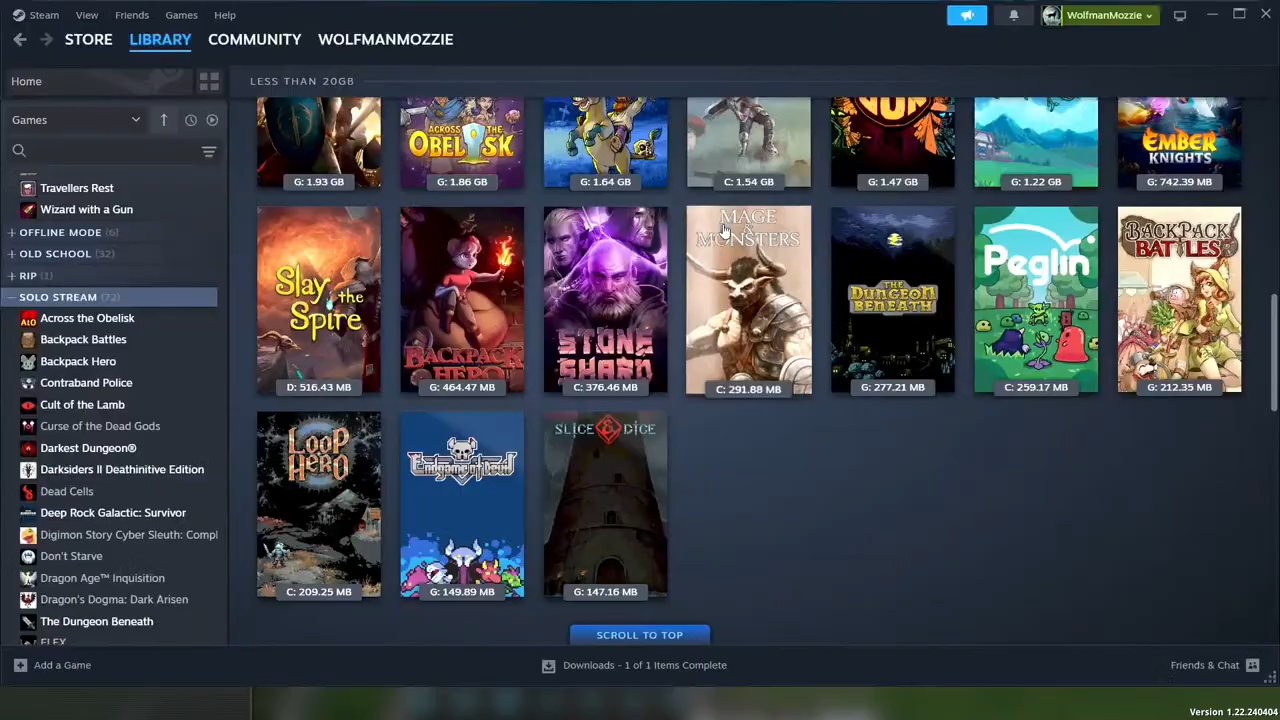 Steam View Friends Games Help
WolfmanMozzie
STORE LIBRARY COMMUNITY WOLFMANMOZZIE
Home
LESS THAN 20GB
Games
Travellers Rest
Wizard with a Gun
+ OFFLINE MODE (6)
+ OLD SCHOOL (32)
+ RIP (1)
– SOLO STREAM (72)
Across the Obelisk
Backpack Battles
Backpack Hero
Contraband Police
Cult of the Lamb
Curse of the Dead Gods
Darkest Dungeon®
Darksiders II Deathinitive Edition
Dead Cells
Deep Rock Galactic: Survivor
Digimon Story Cyber Sleuth: Compl
Don't Starve
Dragon Age™ Inquisition
Dragon's Dogma: Dark Arisen
The Dungeon Beneath
ACROSS THE
OBELISK
GUN
EMBER
KNIGHTS
G: 1.93 GB
G: 1.86 GB
G: 1.64 GB
C: 1.54 GB
G: 1.47 GB
G: 1.22 GB
G: 742.39 MB
Slay the
Spire
BACKPACK
HERO
STONE
SHARD
MAGE
&
MONSTERS
THE
DUNGEON
BENEATH
Peglin
BACKPACK
BATTLES
D: 516.43 MB
G: 464.47 MB
C: 376.46 MB
C: 291.88 MB
G: 277.21 MB
C: 259.17 MB
G: 212.35 MB
LOOP
HERO
Endgame of Devil
SLICE & DICE
C: 209.25 MB
G: 149.89 MB
G: 147.16 MB
SCROLL TO TOP
Add a Game
Downloads - 1 of 1 Items Complete
Friends & Chat
Version 1.22.240404